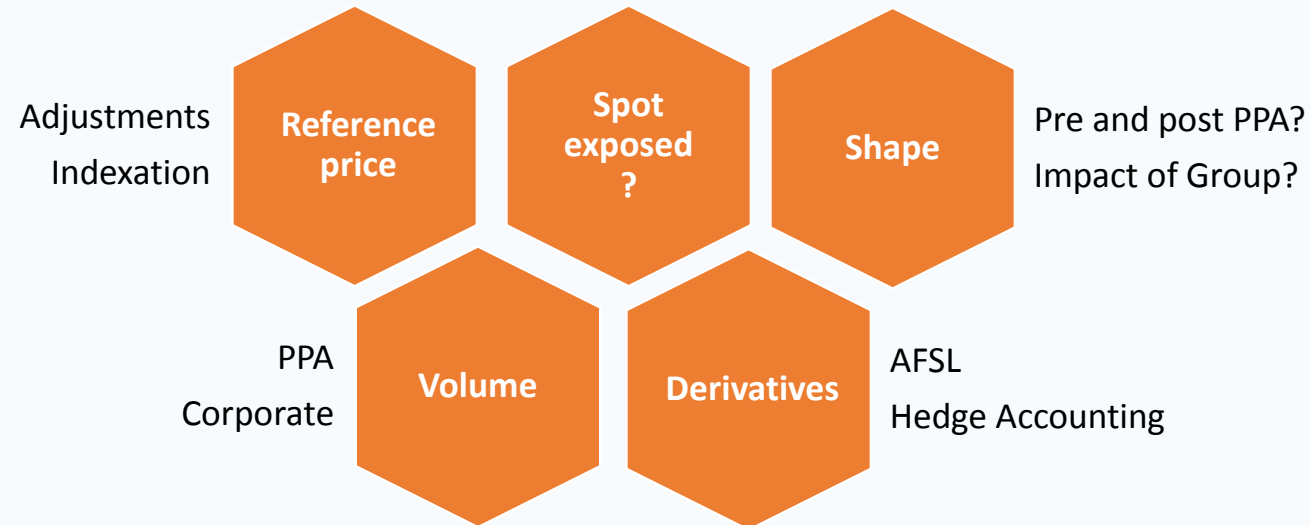 Adjustments
Indexation
Reference
price
Spot
exposed
?
Shape
Pre and post PPA?
Impact of Group?
PPA
Corporate
Volume
Derivatives
AFSL
Hedge Accounting